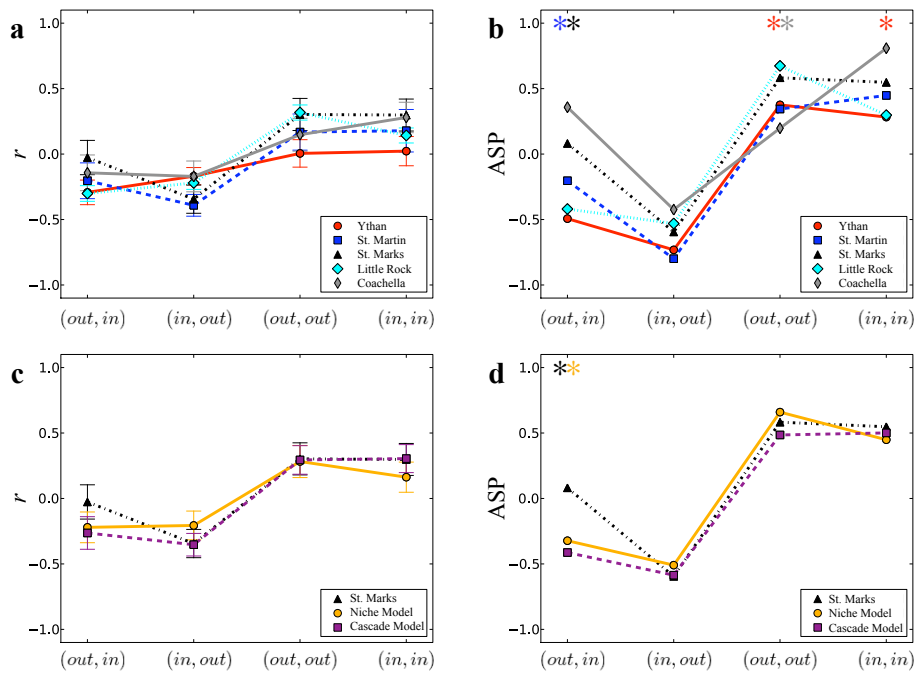 a
1.0
0.5
0.0
−0.5
−1.0
r
Ythan
St. Martin
St. Marks
Little Rock
Coachella
(out, in) (in, out) (out, out) (in, in)
b
1.0
0.5
0.0
−0.5
−1.0
ASP
** ** *
Ythan
St. Martin
St. Marks
Little Rock
Coachella
(out, in) (in, out) (out, out) (in, in)
c
1.0
0.5
0.0
−0.5
−1.0
r
St. Marks
Niche Model
Cascade Model
(out, in) (in, out) (out, out) (in, in)
d
1.0
0.5
0.0
−0.5
−1.0
ASP
**
St. Marks
Niche Model
Cascade Model
(out, in) (in, out) (out, out) (in, in)